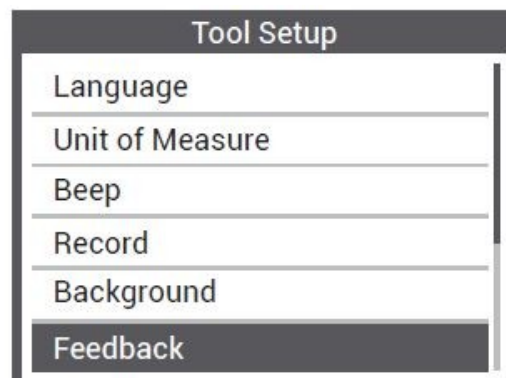 Tool Setup
Language
Unit of Measure
Beep
Record
Background
Feedback